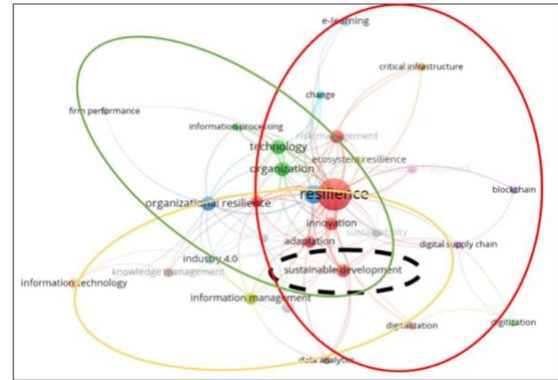 e-learning
critical infrastructure
change
firm performance
information processing
risk management
technology
ecosystem resilience
organization
resilience
blockchain
organizational resilience
innovation
sustainability
adaptation
digital supply chain
industry 4.0
knowledge management
sustainable development
information technology
information management
digitalization
digitization
data analytics